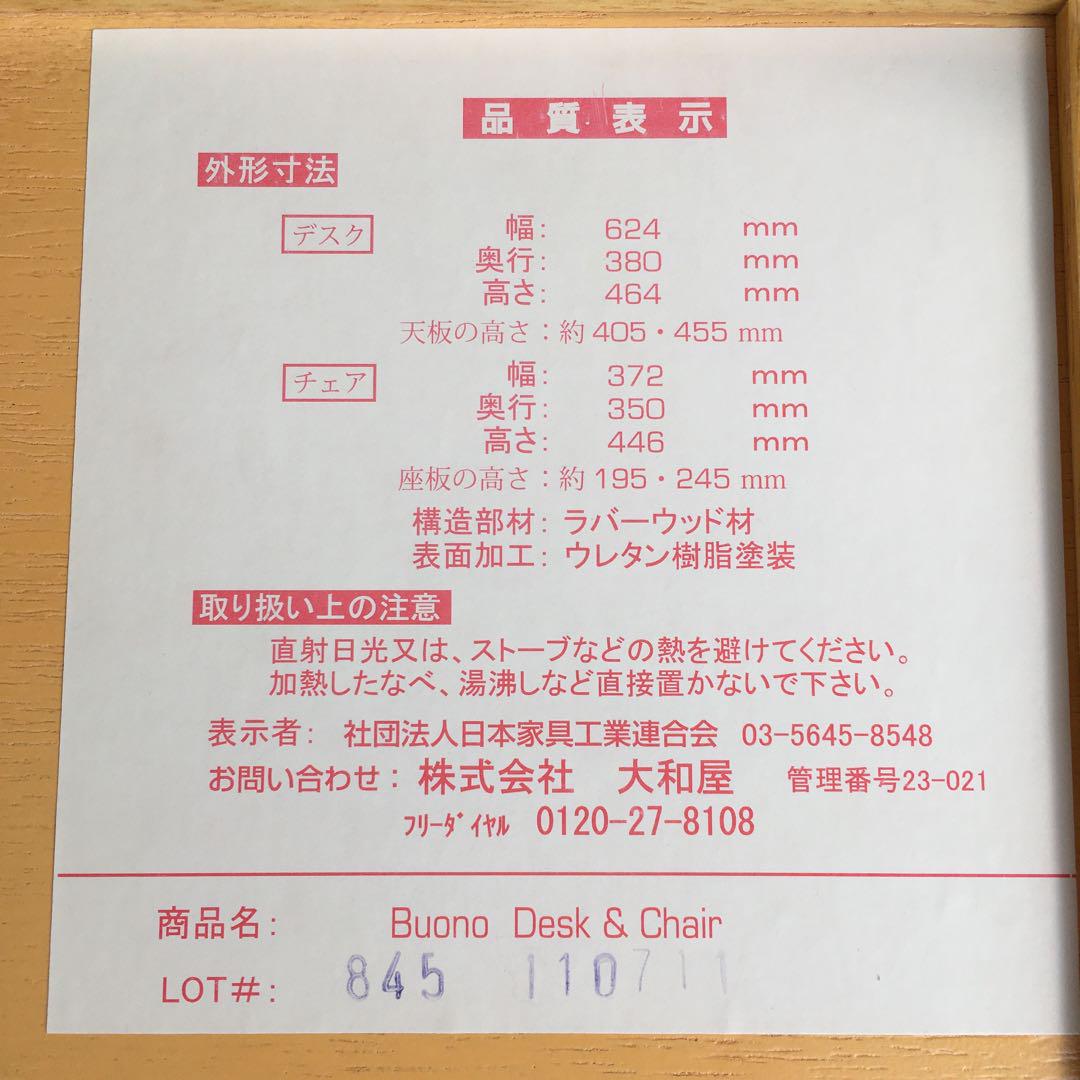 品質表示
外形寸法
デスク 幅: 624 mm
奥行: 380 mm
高さ: 464 mm
天板の高さ：約405・455 mm
チェア 幅: 372 mm
奥行: 350 mm
高さ: 446 mm
座板の高さ：約195・245 mm
構造部材: ラバーウッド材
表面加工: ウレタン樹脂塗装
取り扱い上の注意
直射日光又は、ストーブなどの熱を避けてください。
加熱したなべ、湯沸しなど直接置かないで下さい。
表示者: 社団法人日本家具工業連合会 03-5645-8548
お問い合わせ：株式会社 大和屋 管理番号23-021
ﾌﾘｰﾀﾞｲﾔﾙ 0120-27-8108
商品名: Buono Desk & Chair
LOT#: 845 110711